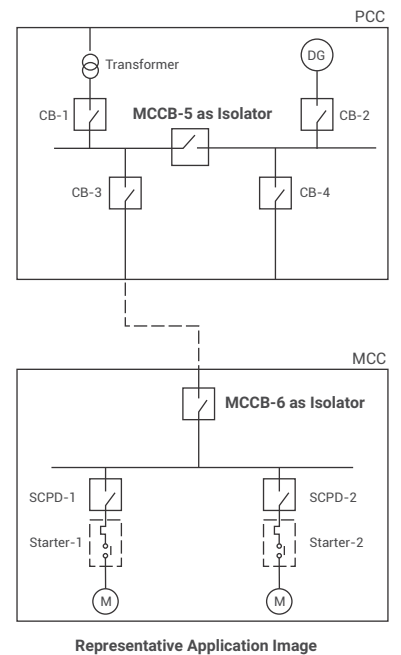 PCC
DG
Transformer
CB-1
MCCB-5 as Isolator
CB-2
CB-3
CB-4
MCC
MCCB-6 as Isolator
SCPD-1
SCPD-2
Starter-1
Starter-2
M
M
Representative Application Image